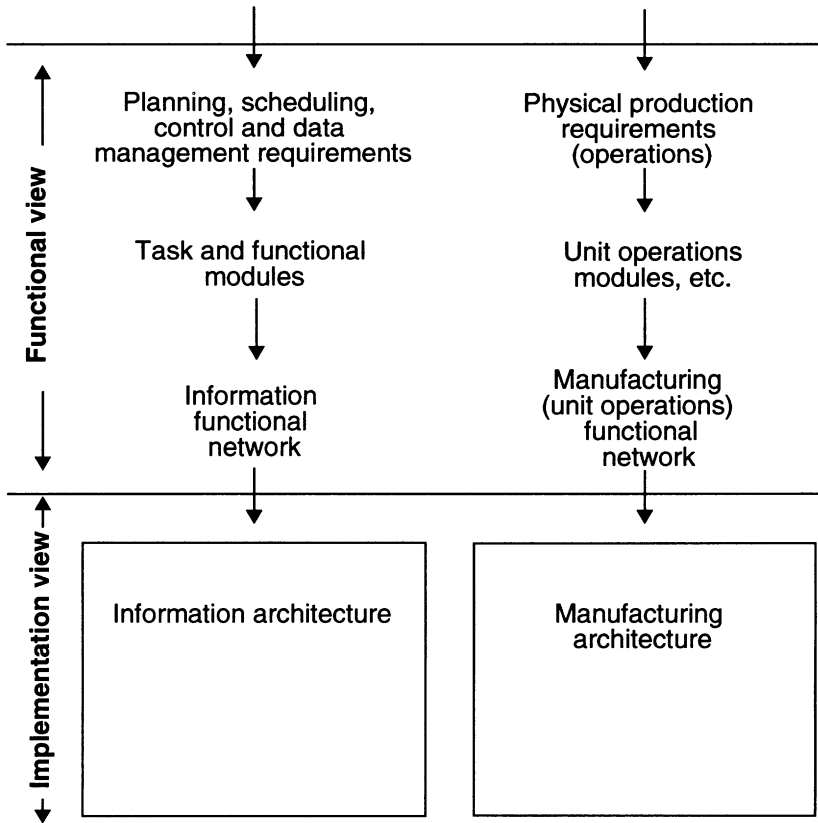 Functional view
Planning, scheduling,
control and data
management requirements
Task and functional
modules
Information
functional
network
Physical production
requirements
(operations)
Unit operations
modules, etc.
Manufacturing
(unit operations)
functional
network
Implementation view
Information architecture
Manufacturing
architecture